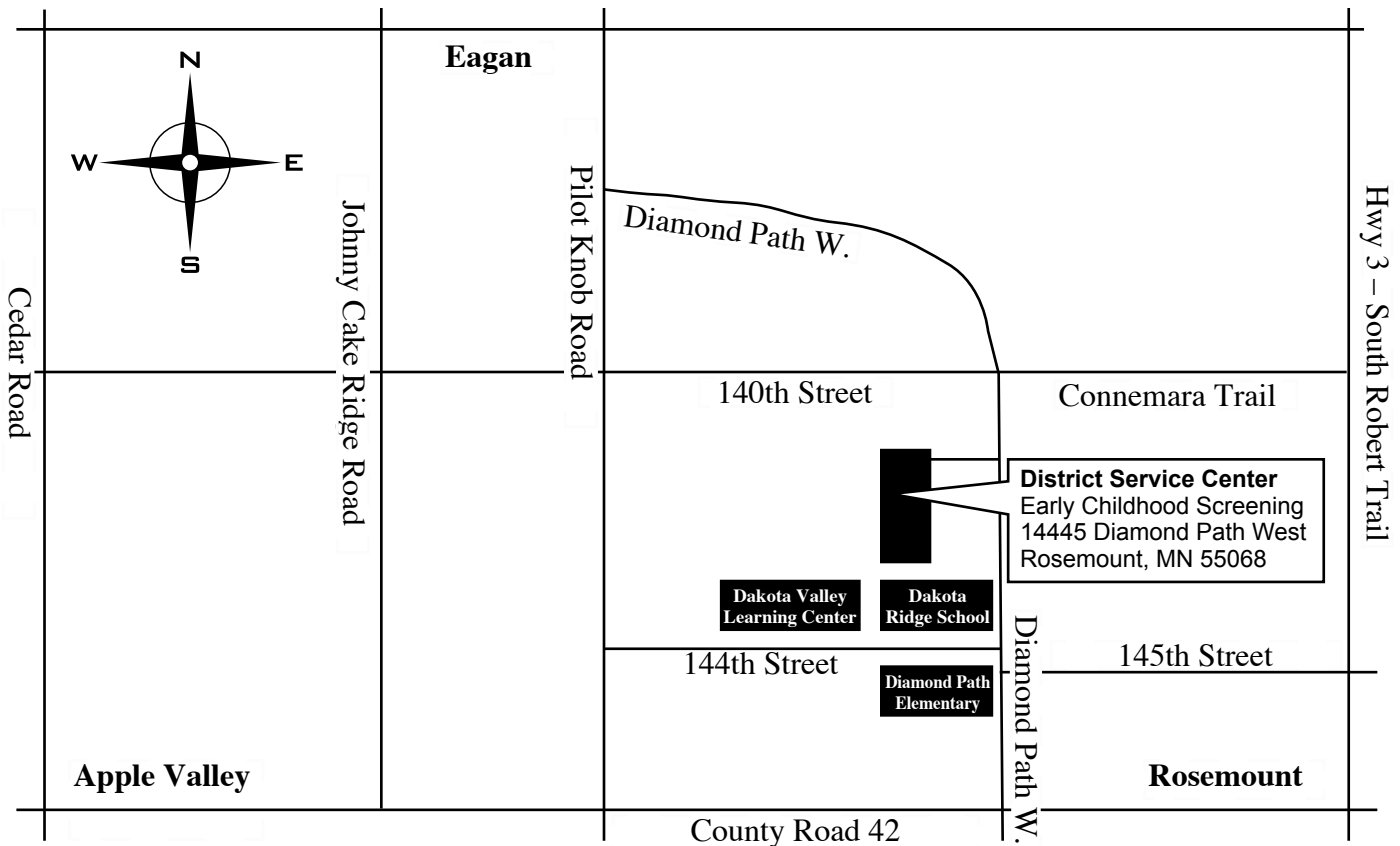 Eagan
N
W
E
S
Cedar Road
Johnny Cake Ridge Road
Pilot Knob Road
Diamond Path W.
Hwy 3 – South Robert Trail
140th Street
Connemara Trail
District Service Center
Early Childhood Screening
14445 Diamond Path West
Rosemount, MN 55068
Dakota Valley
Learning Center
Dakota
Ridge School
144th Street
145th Street
Diamond Path
Elementary
Diamond Path W.
Apple Valley
Rosemount
County Road 42